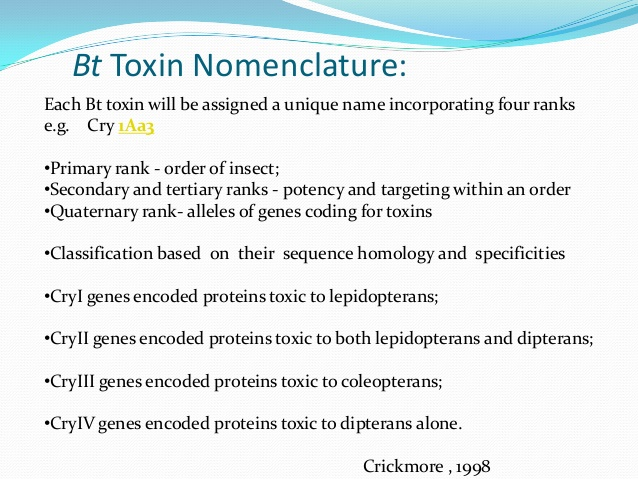 Bt Toxin Nomenclature:
Each Bt toxin will be assigned a unique name incorporating four ranks
e.g. Cry 1Aa3
•Primary rank - order of insect;
•Secondary and tertiary ranks - potency and targeting within an order
•Quaternary rank- alleles of genes coding for toxins
•Classification based on their sequence homology and specificities
•CryI genes encoded proteins toxic to lepidopterans;
•CryII genes encoded proteins toxic to both lepidopterans and dipterans;
•CryIII genes encoded proteins toxic to coleopterans;
•CryIV genes encoded proteins toxic to dipterans alone.
Crickmore , 1998